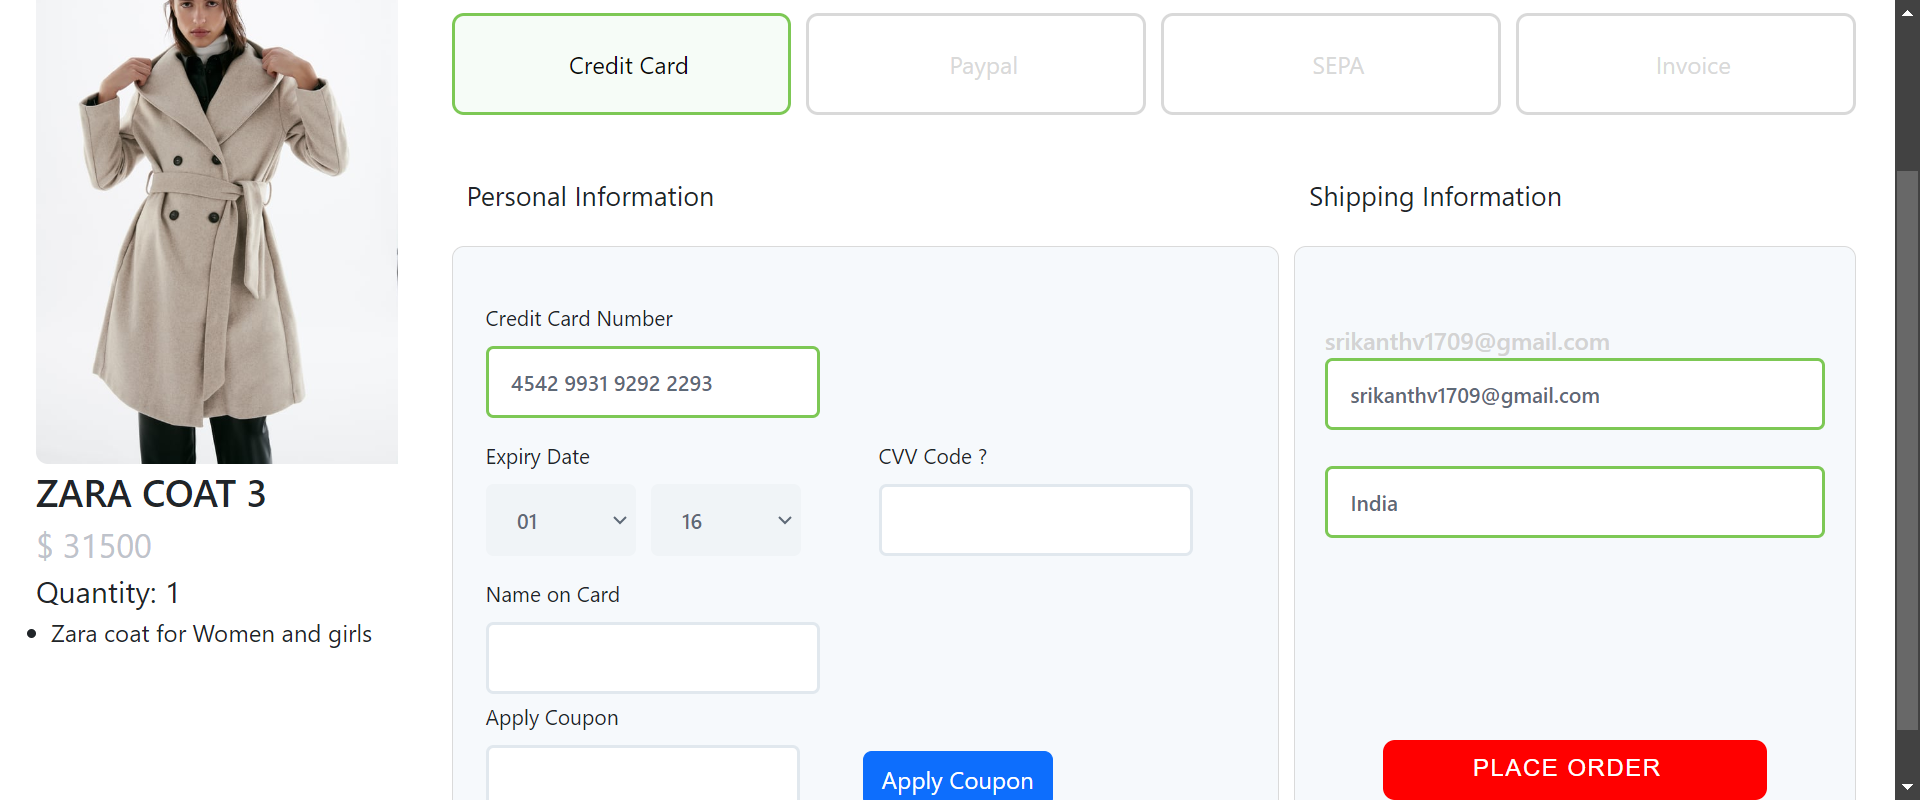 Credit Card
Paypal
SEPA
Invoice
Personal Information
Shipping Information
Credit Card Number
4542 9931 9292 2293
Expiry Date
CVV Code ?
01
16
Name on Card
Apply Coupon
Apply Coupon
srikanthv1709@gmail.com
srikanthv1709@gmail.com
India
PLACE ORDER
ZARA COAT 3
$ 31500
Quantity: 1
• Zara coat for Women and girls